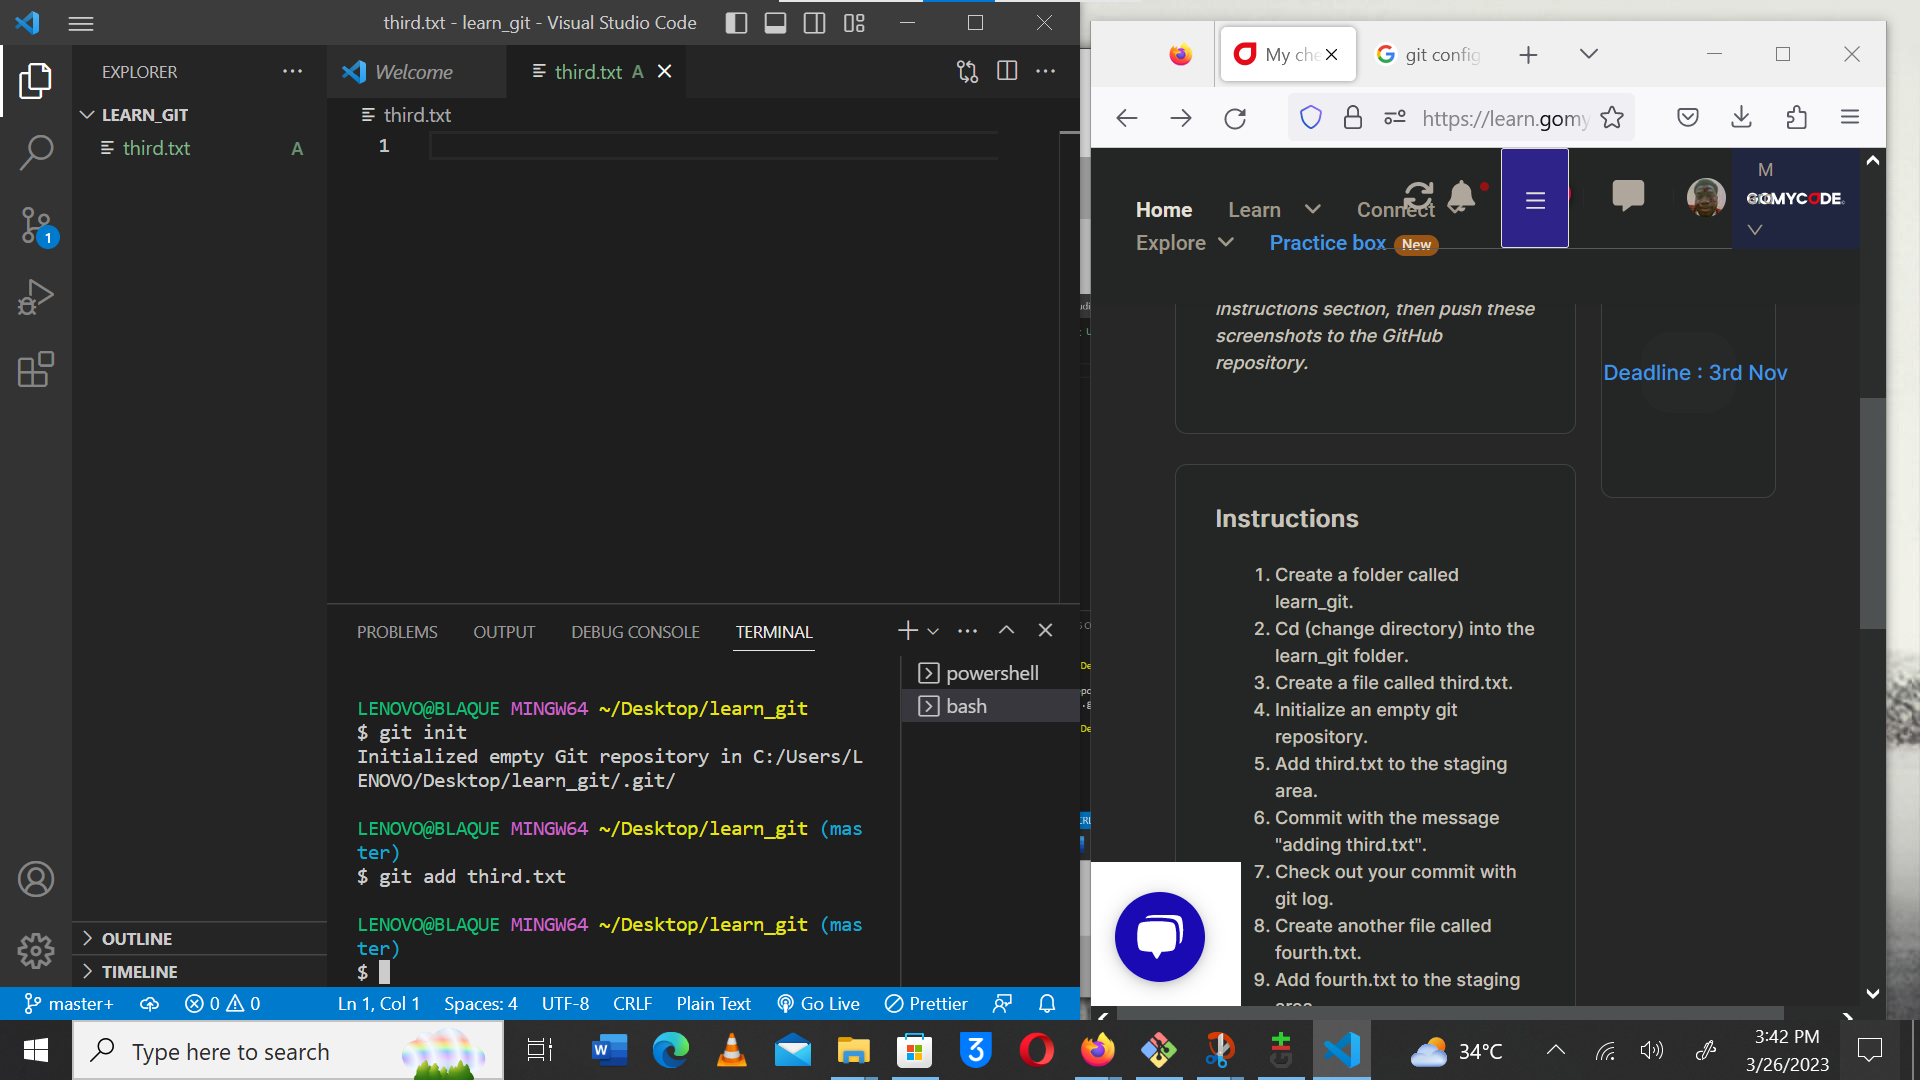 third.txt - learn_git - Visual Studio Code
EXPLORER
LEARN_GIT
third.txt A
1
OUTLINE
TIMELINE
Welcome
third.txt A
third.txt
1
PROBLEMS OUTPUT DEBUG CONSOLE TERMINAL
powershell
bash
LENOVO@BLAQUE MINGW64 ~/Desktop/learn_git
$ git init
Initialized empty Git repository in C:/Users/L
ENOVO/Desktop/learn_git/.git/
LENOVO@BLAQUE MINGW64 ~/Desktop/learn_git (mas
ter)
$ git add third.txt
LENOVO@BLAQUE MINGW64 ~/Desktop/learn_git (mas
ter)
$
master+ 0 0 Ln 1, Col 1 Spaces: 4 UTF-8 CRLF Plain Text Go Live Prettier
My che
git config
https://learn.gomy
Home Learn Connect
Explore Practice box New
M
GOMYCODE
instructions section, then push these
screenshots to the GitHub
repository.
Deadline : 3rd Nov
Instructions
1. Create a folder called
learn_git.
2. Cd (change directory) into the
learn_git folder.
3. Create a file called third.txt.
4. Initialize an empty git
repository.
5. Add third.txt to the staging
area.
6. Commit with the message
"adding third.txt".
7. Check out your commit with
git log.
8. Create another file called
fourth.txt.
9. Add fourth.txt to the staging
area.
Type here to search
34°C
3:42 PM
3/26/2023